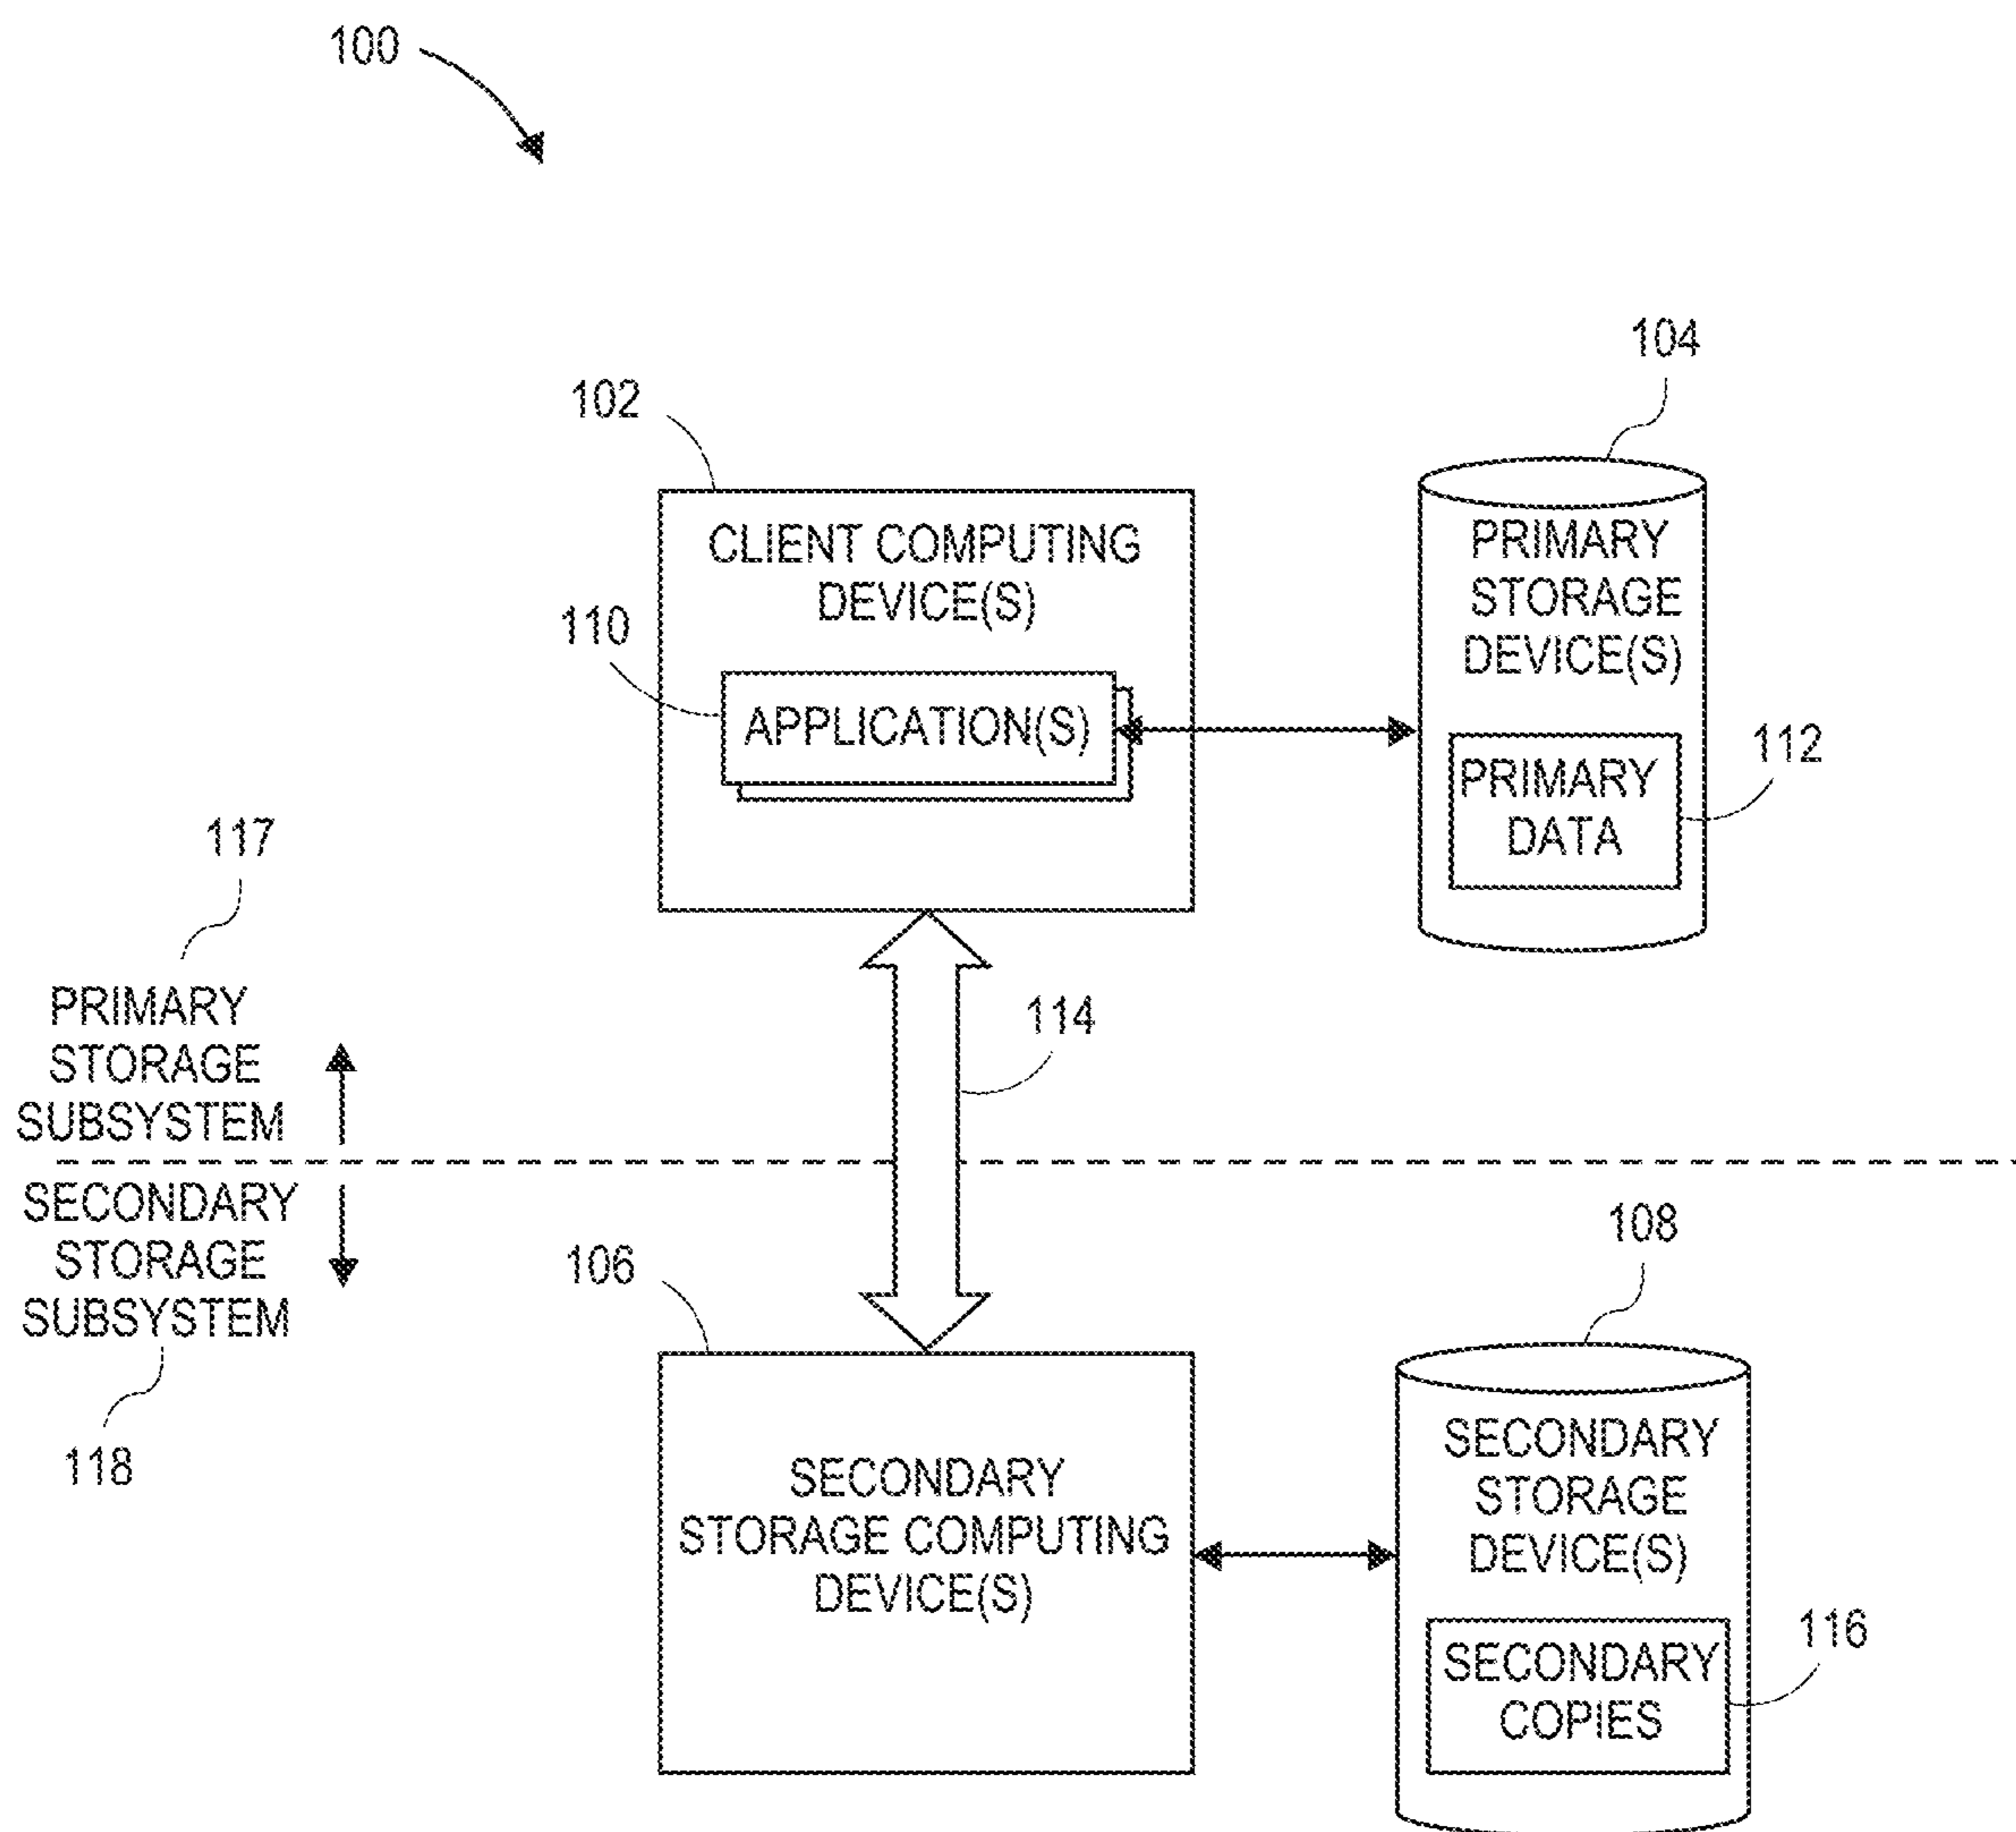 100
104
102
CLIENT COMPUTING
DEVICE(S)
PRIMARY
STORAGE
DEVICE(S)
110
APPLICATION(S)
112
PRIMARY
DATA
117
PRIMARY
STORAGE
SUBSYSTEM
114
SECONDARY
STORAGE
SUBSYSTEM
118
106
108
SECONDARY
STORAGE COMPUTING
DEVICE(S)
SECONDARY
STORAGE
DEVICE(S)
116
SECONDARY
COPIES